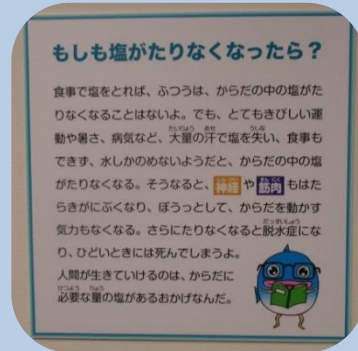 もしも塩がたりなくなったら？
食事で塩をとれば、ふつうは、からだの中の塩がた
りなくなることはないよ。でも、とてもきびしい運
動や暑さ、病気など、大量の汗で塩を失い、食事も
できず、水しかのめないようだと、からだの中の塩
がたりなくなる。そうなると、神経や筋肉もはた
らきがにぶくなり、ぼうっとして、からだを動かす
気力もなくなる。さらにたりなくなると脱水症にな
り、ひどいときには死んでしまうよ。
人間が生きていけるのは、からだに
必要な量の塩があるおかげなんだ。